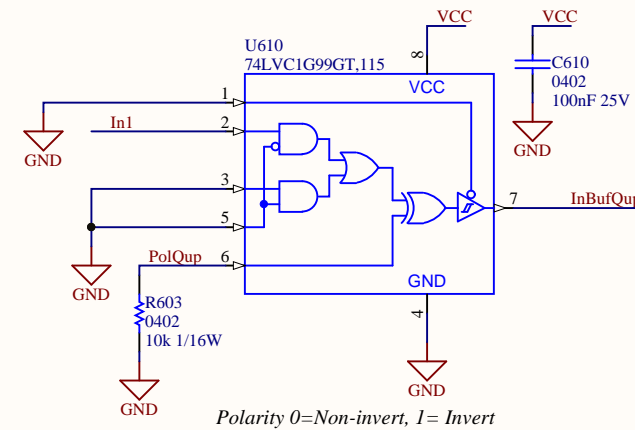 VCC
VCC
U610
74LVC1G99GT,115
8
C610
0402
100nF 25V
VCC
1
GND
In1
2
GND
3
7
InBufQup
5
PolQup
6
GND
GND
R603
0402
10k 1/16W
4
GND
GND
Polarity 0=Non-invert, 1= Invert